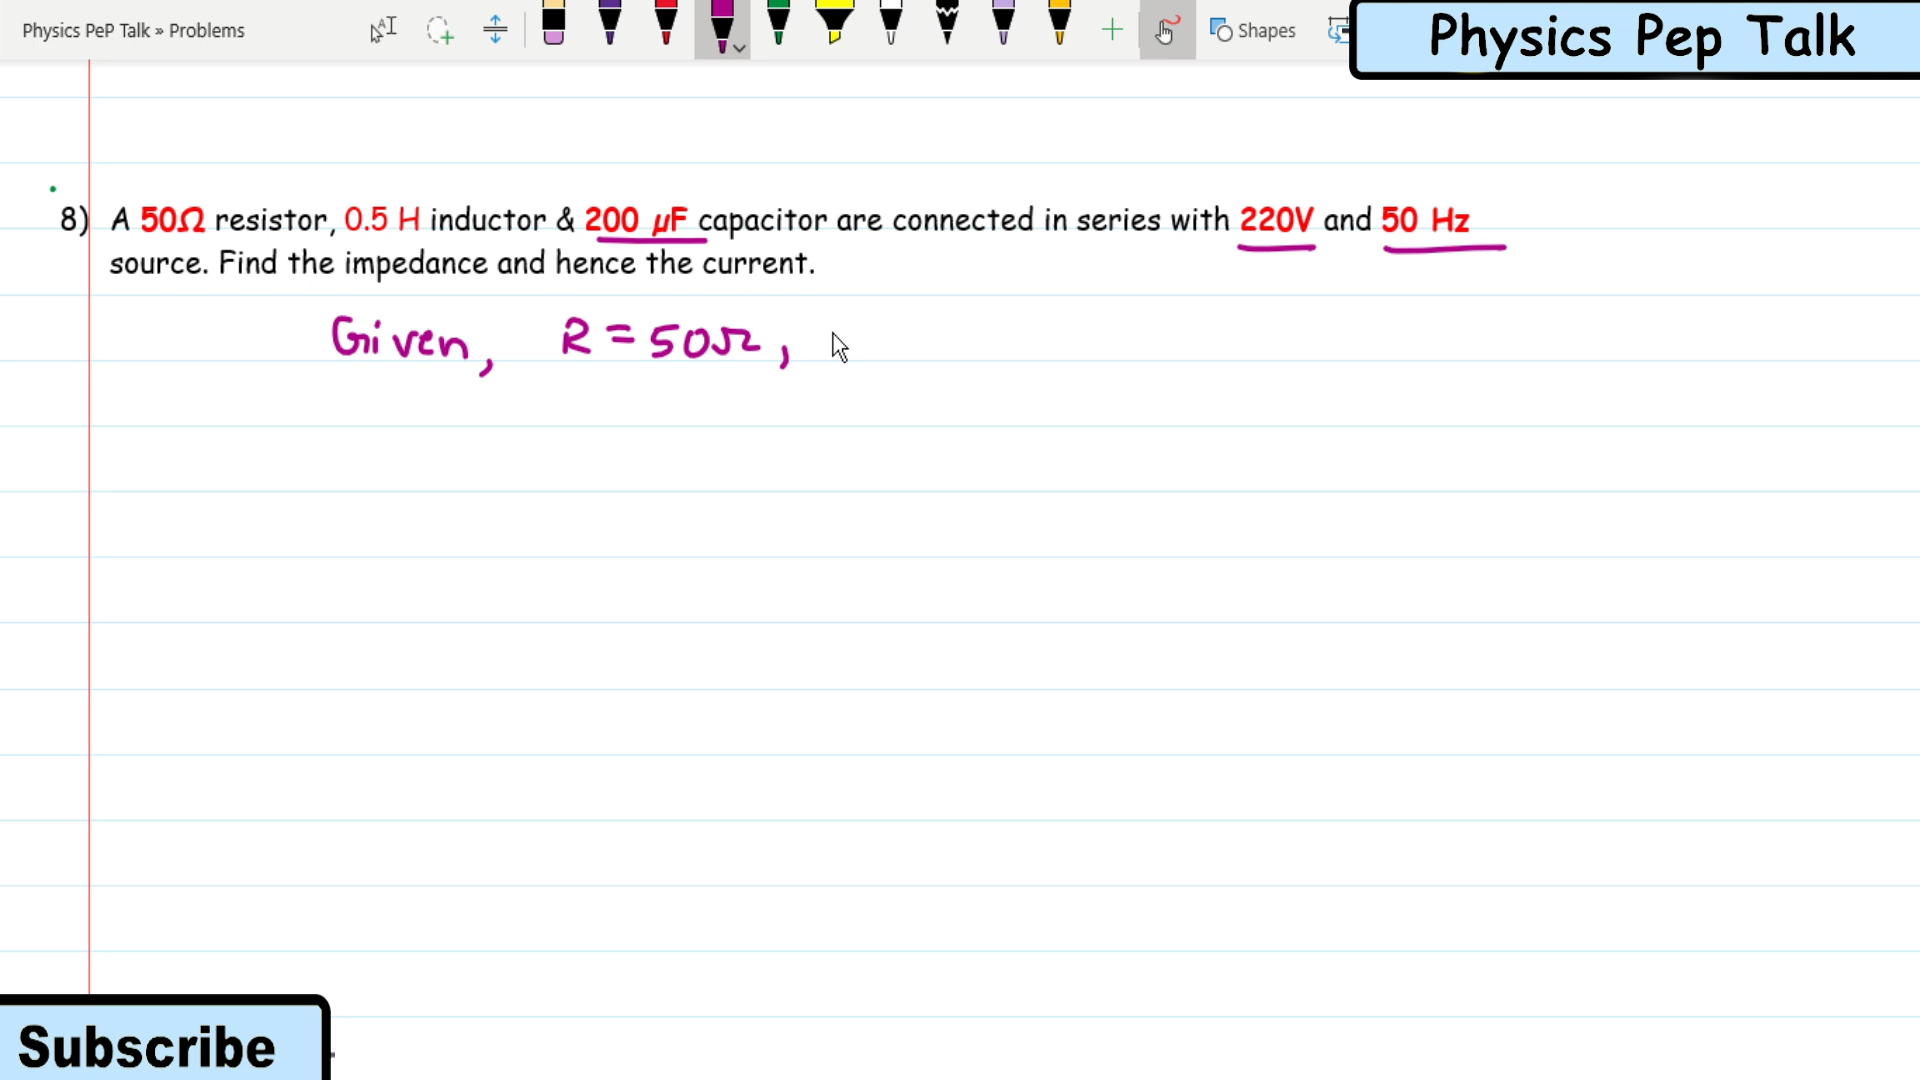 Physics PeP Talk » Problems
Shapes
Physics Pep Talk
8) A 50Ω resistor, 0.5 H inductor & 200 μF capacitor are connected in series with 220V and 50 Hz
source. Find the impedance and hence the current.
Given, R = 50Ω,
Subscribe